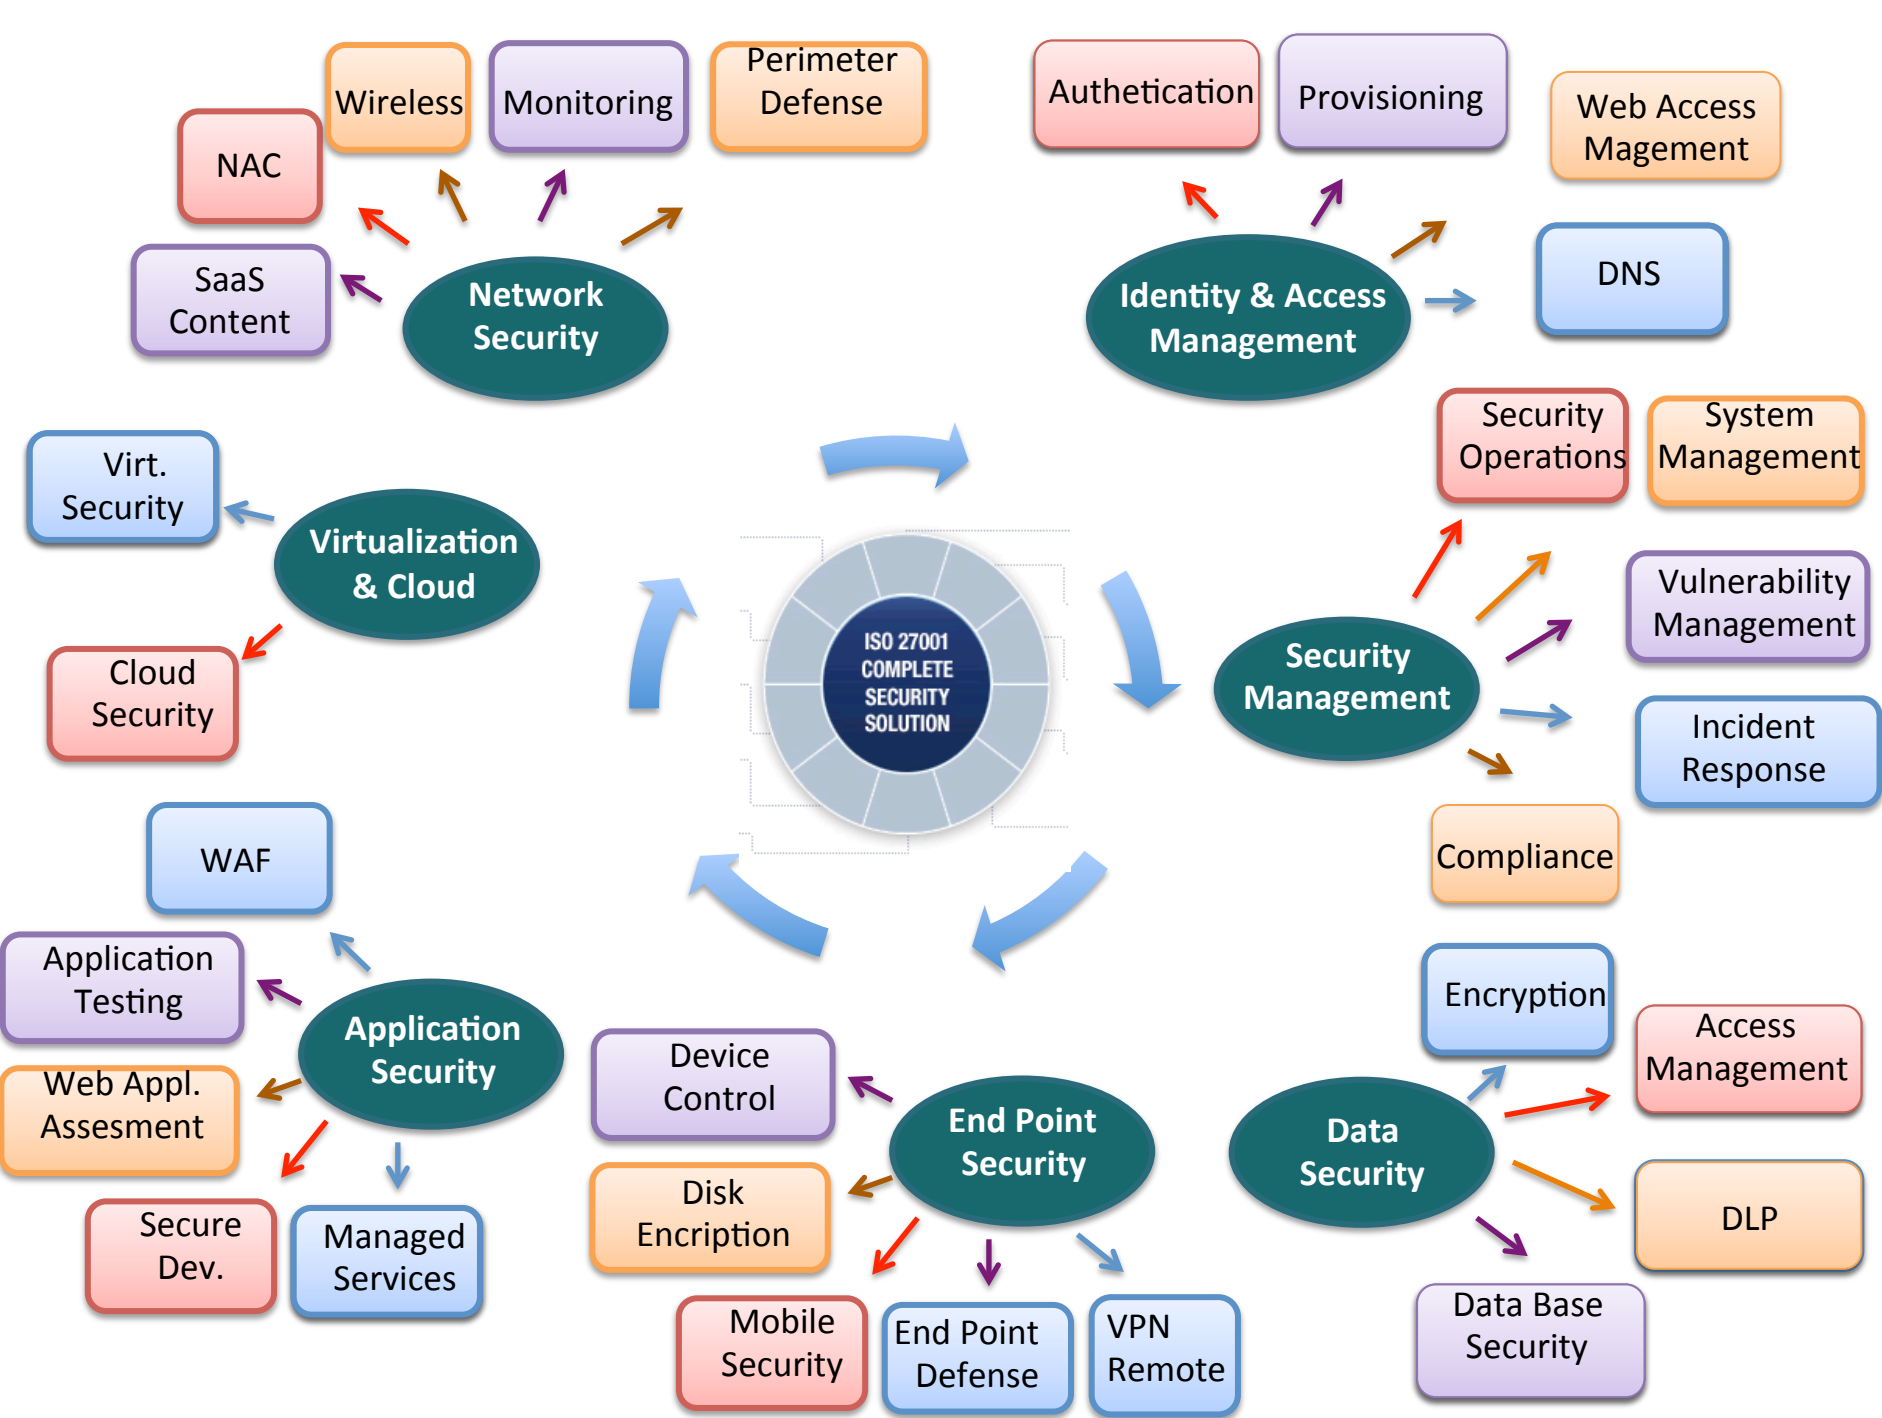 Wireless
Monitoring
Perimeter
Defense
NAC
SaaS
Content
Network
Security
Authetication
Provisioning
Web Access
Magement
DNS
Identity & Access
Management
Security
Operations
System
Management
Vulnerability
Management
Incident
Response
Compliance
Security
Management
Virt.
Security
Virtualization
& Cloud
Cloud
Security
ISO 27001
COMPLETE
SECURITY
SOLUTION
WAF
Application
Testing
Web Appl.
Assesment
Secure
Dev.
Managed
Services
Application
Security
Device
Control
Disk
Encription
Mobile
Security
End Point
Defense
VPN
Remote
End Point
Security
Encryption
Access
Management
DLP
Data Base
Security
Data
Security